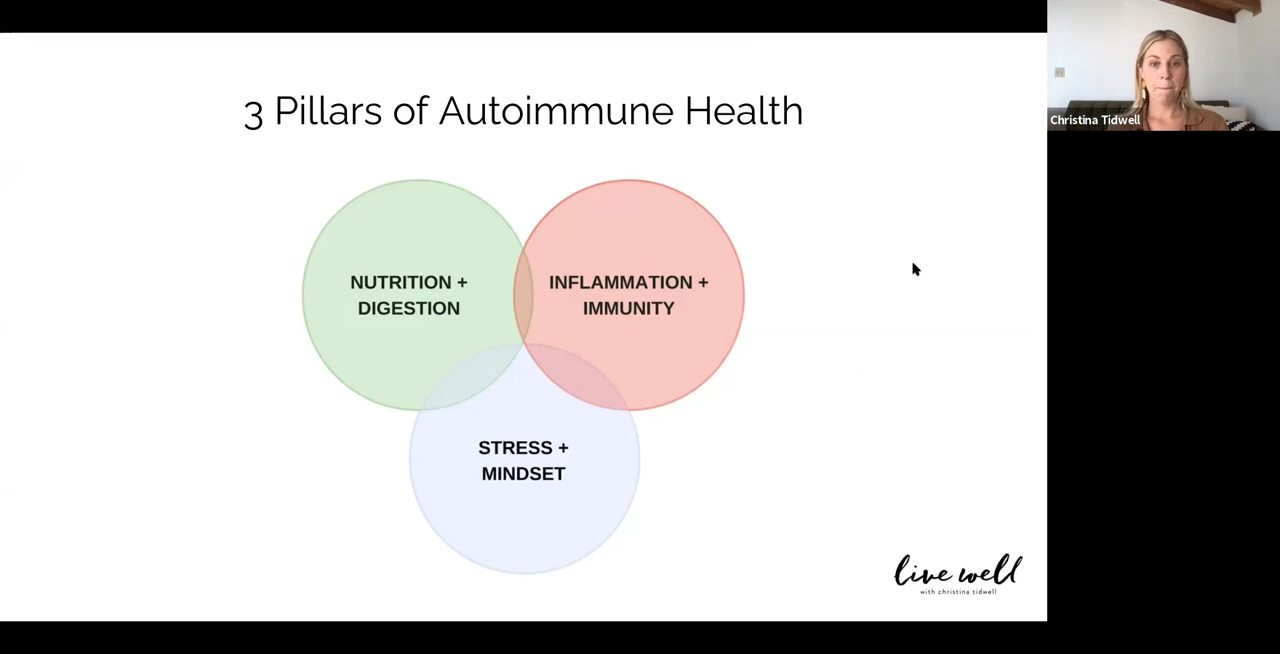 3 Pillars of Autoimmune Health
NUTRITION +
DIGESTION
INFLAMMATION +
IMMUNITY
STRESS +
MINDSET
live well
with christina tidwell
Christina Tidwell